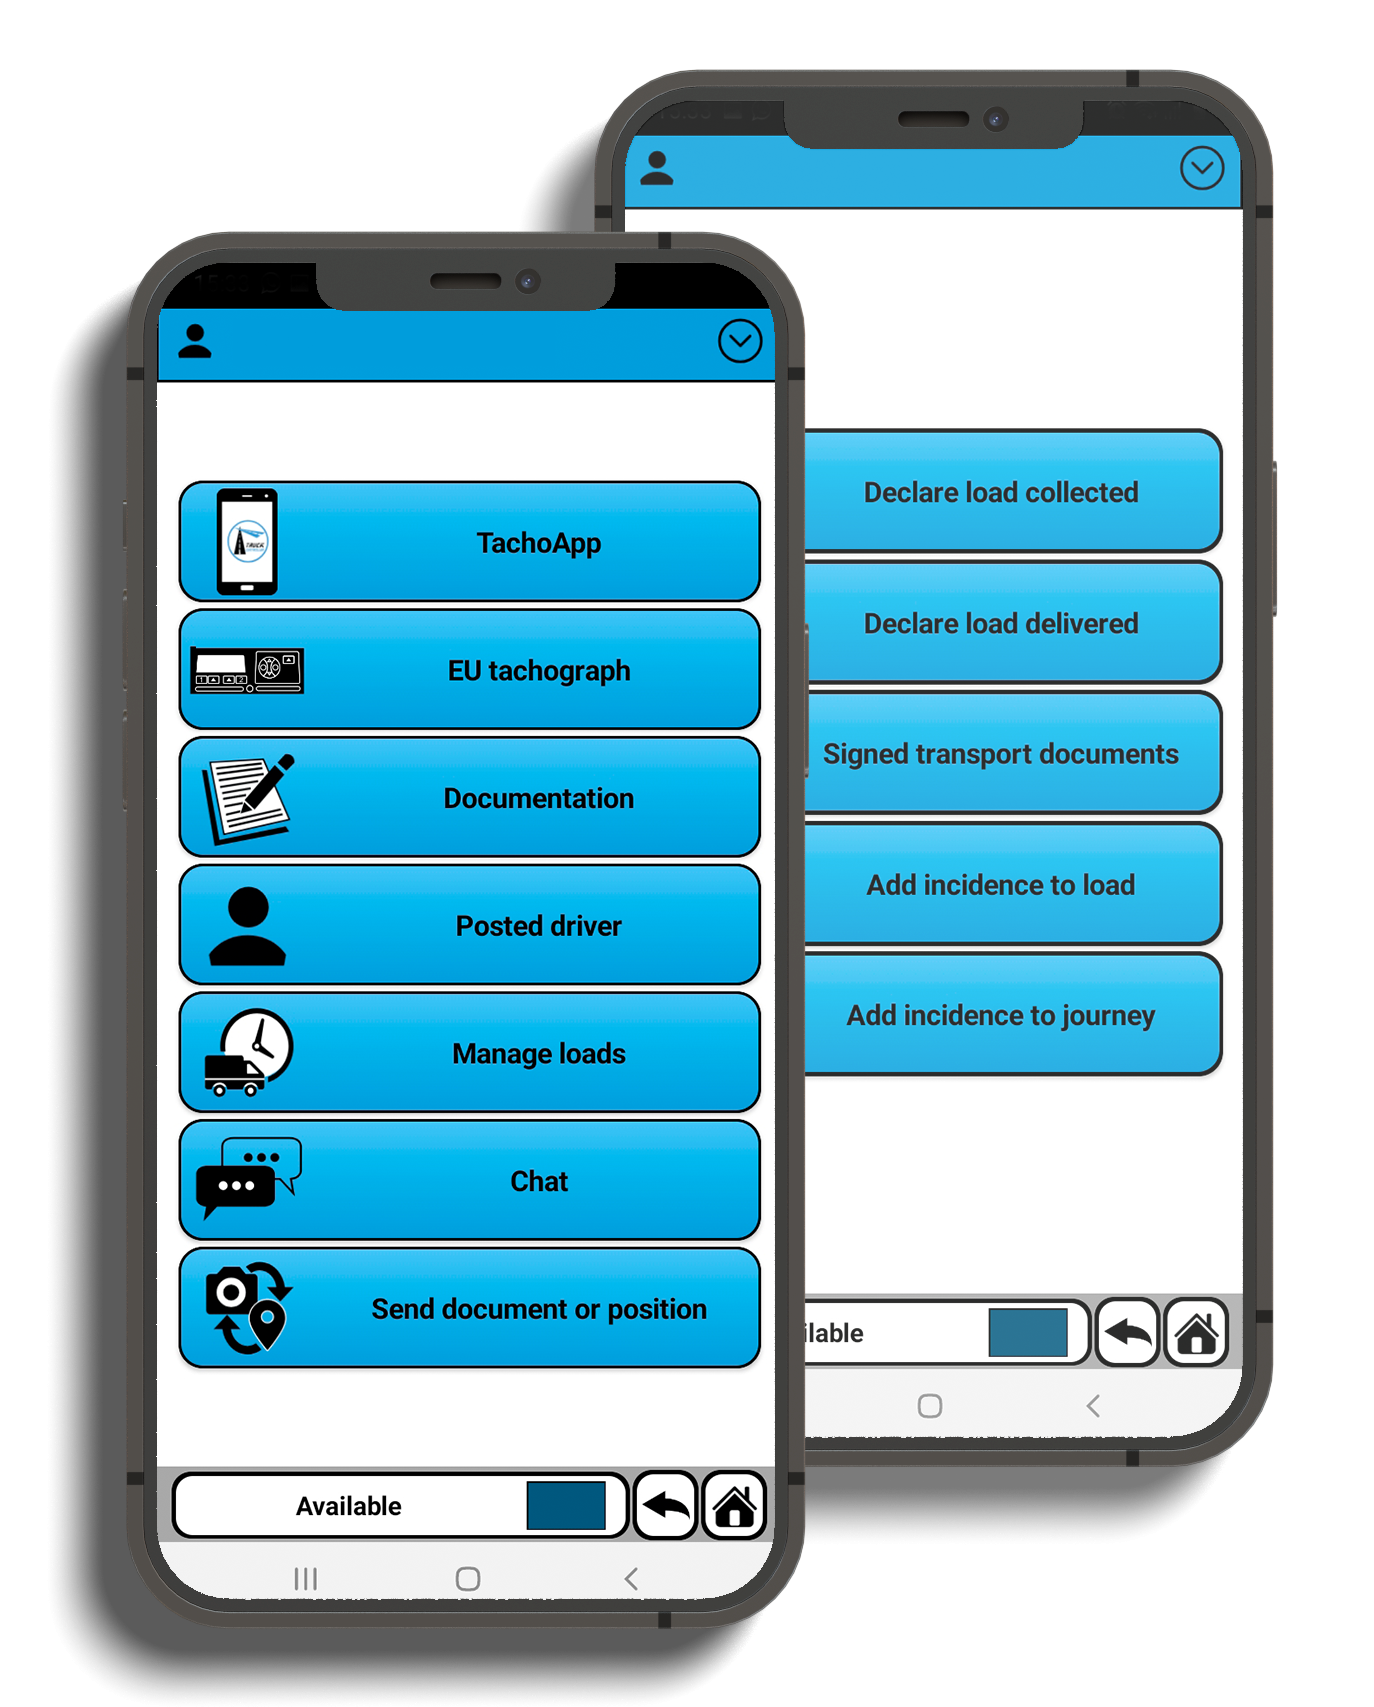 TachoApp
EU tachograph
Documentation
Posted driver
Manage loads
Chat
Send document or position
Available
Declare load collected
Declare load delivered
Signed transport documents
Add incidence to load
Add incidence to journey
ilable